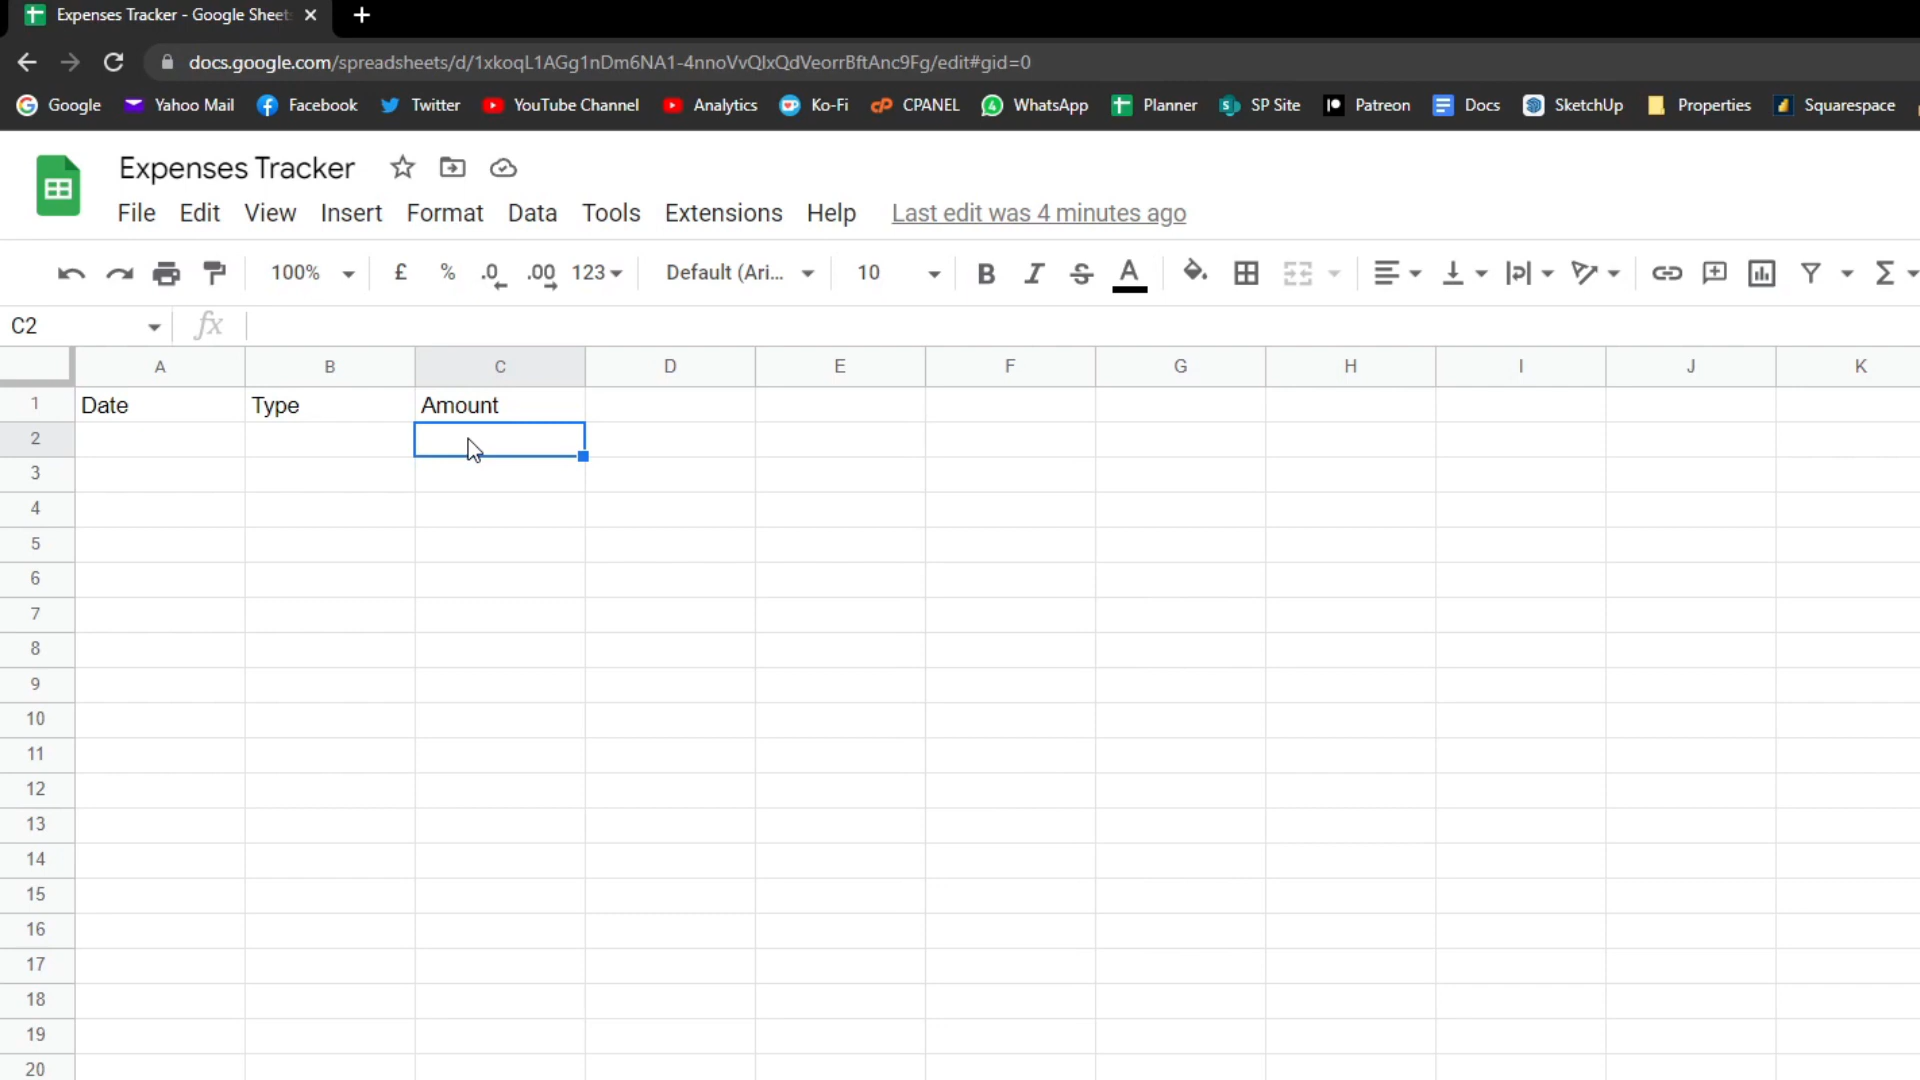 Expenses Tracker - Google Sheet
docs.google.com/spreadsheets/d/1xkoqL1AGg1nDm6NA1-4nnoVvQlxQdVeorrBftAnc9Fg/edit#gid=0
Google Yahoo Mail Facebook Twitter YouTube Channel Analytics Ko-Fi CPANEL WhatsApp Planner SP Site Patreon Docs SketchUp Properties Squarespace
Expenses Tracker
File Edit View Insert Format Data Tools Extensions Help Last edit was 4 minutes ago
100% £ % .0 .00 123 Default (Ari... 10 B I S A Σ
C2 fx
A B C D E F G H I J K
1 Date Type Amount
2
3
4
5
6
7
8
9
10
11
12
13
14
15
16
17
18
19
20